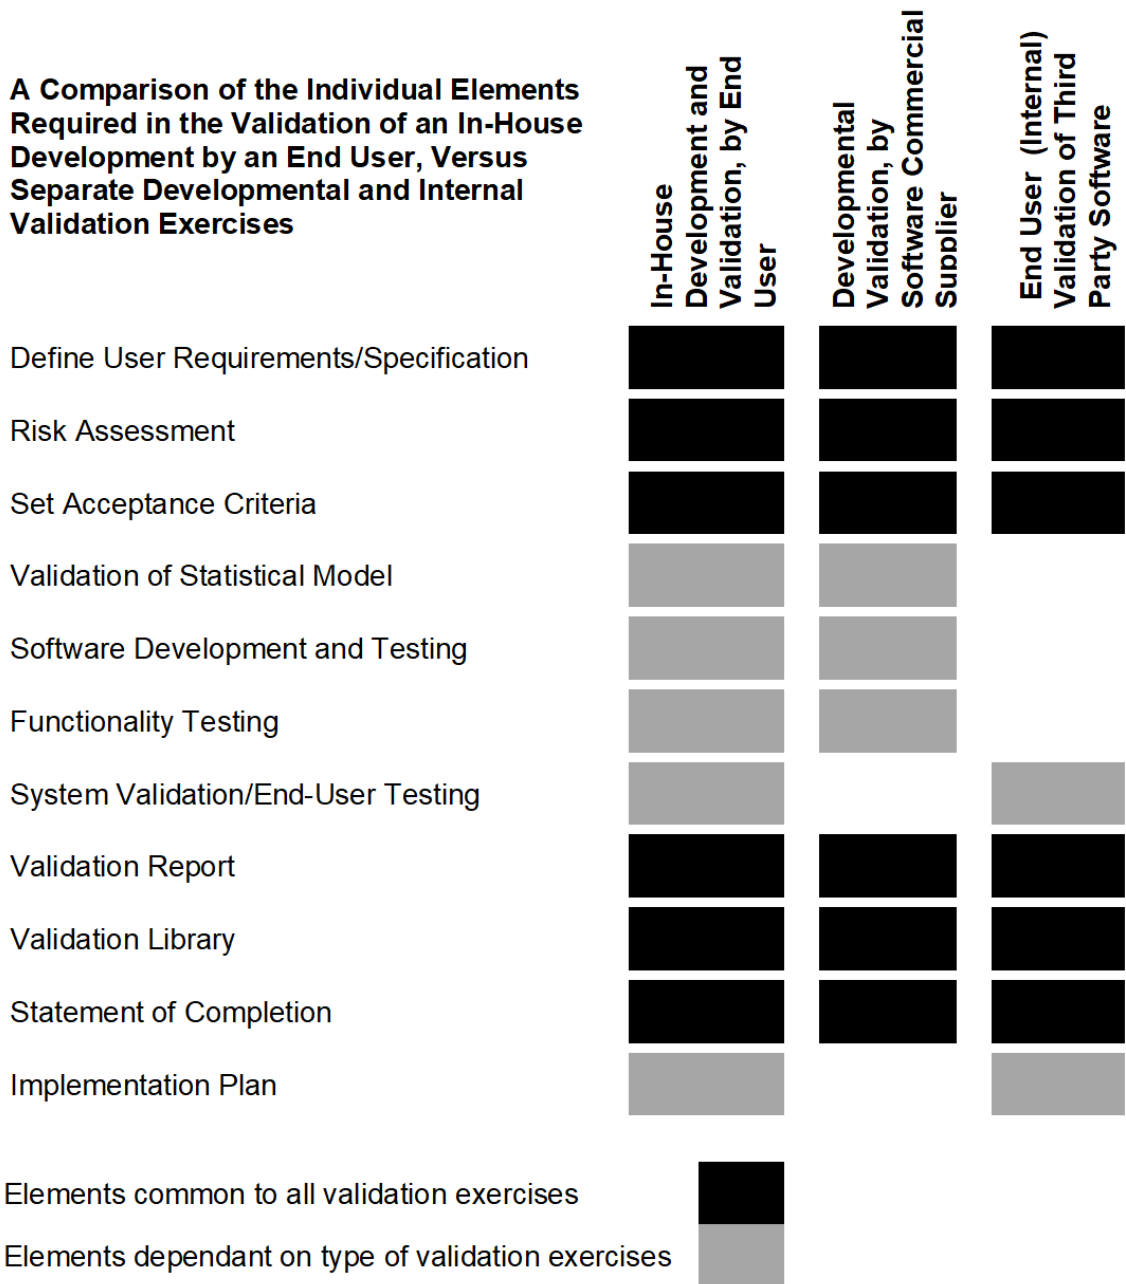 A Comparison of the Individual Elements
Required in the Validation of an In-House
Development by an End User, Versus
Separate Developmental and Internal
Validation Exercises
In-House
Development and
Validation, by End
User
Developmental
Validation, by
Software Commercial
Supplier
End User (Internal)
Validation of Third
Party Software
Define User Requirements/Specification
Risk Assessment
Set Acceptance Criteria
Validation of Statistical Model
Software Development and Testing
Functionality Testing
System Validation/End-User Testing
Validation Report
Validation Library
Statement of Completion
Implementation Plan
Elements common to all validation exercises
Elements dependant on type of validation exercises